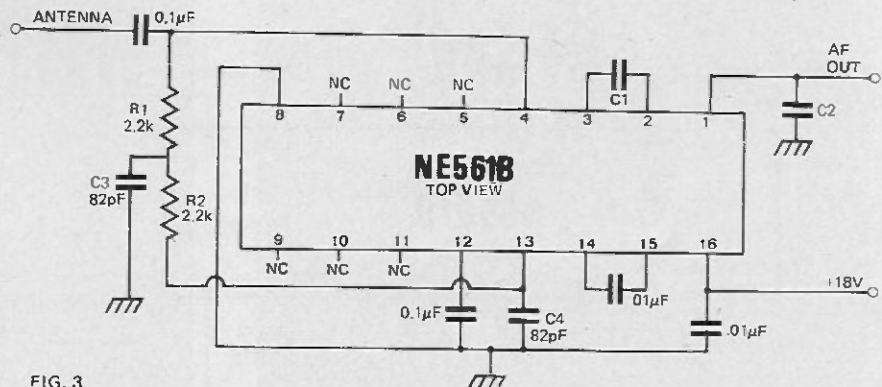 ANTENNA
0.1µF
AF
OUT
NC
NC
NC
C1
C2
8
7
6
5
4
3
2
1
R1
2.2k
NE561B
TOP VIEW
C3
82pF
R2
2.2k
9
10
11
12
13
14
15
16
NC
NC
NC
+18V
0.1µF
C4
82pF
01µF
.01µF
FIG. 3